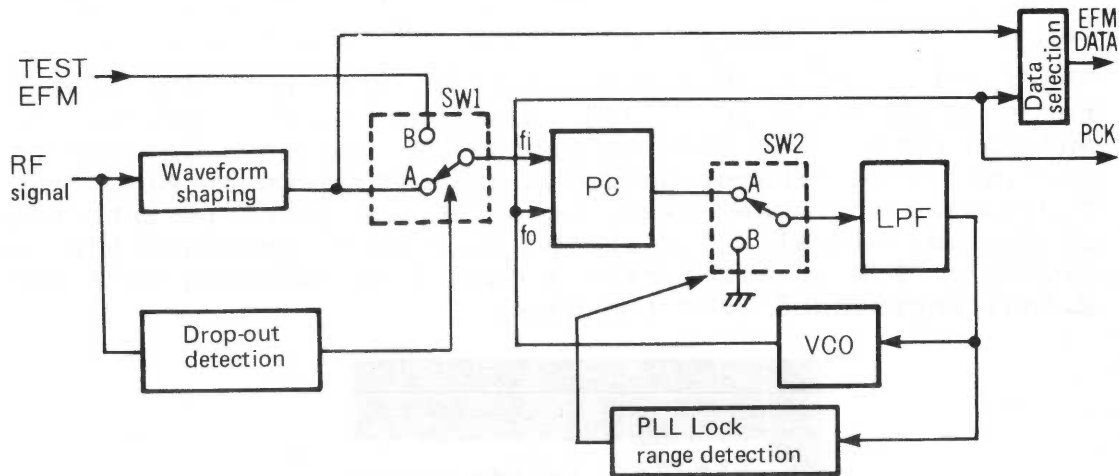 TEST
EFM
RF
signal
Waveform
shaping
Drop-out
detection
SW1
B
A
fi
fo
PC
SW2
A
B
LPF
VCO
PLL Lock
range detection
Data
selection
EFM
DATA
PCK